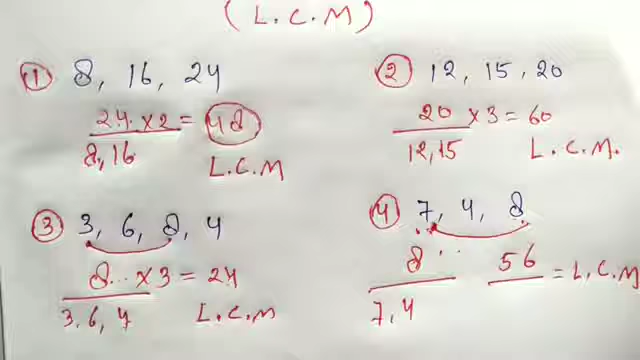 (L.C.M)
① 8, 16, 24
24 × 2 = 48
8, 16
L.C.M
② 12, 15, 20
20 × 3 = 60
12, 15
L.C.M.
③ 3, 6, 8, 4
8... × 3 = 24
3, 6, 4
L.C.M
④ 7, 4, 8
8.. 56 = L.C.M
7, 4